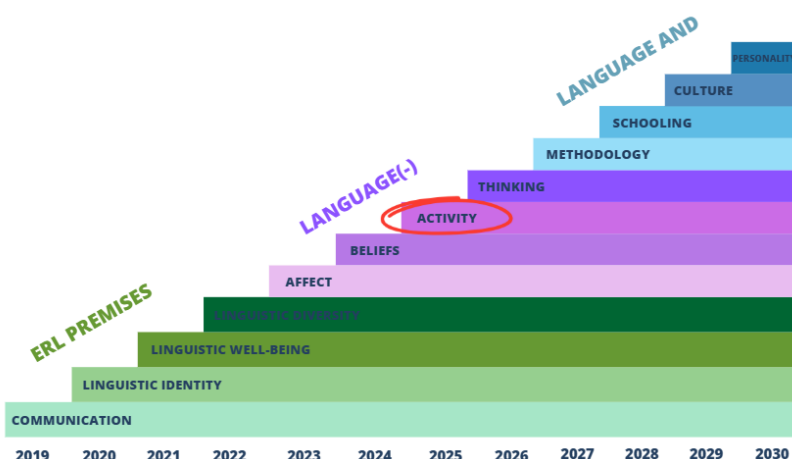 LANGUAGE AND
PERSONALITY
CULTURE
SCHOOLING
METHODOLOGY
LANGUAGE(-)
THINKING
ACTIVITY
BELIEFS
AFFECT
ERL PREMISES
LINGUISTIC DIVERSITY
LINGUISTIC WELL-BEING
LINGUISTIC IDENTITY
COMMUNICATION
2019 2020 2021 2022 2023 2024 2025 2026 2027 2028 2029 2030